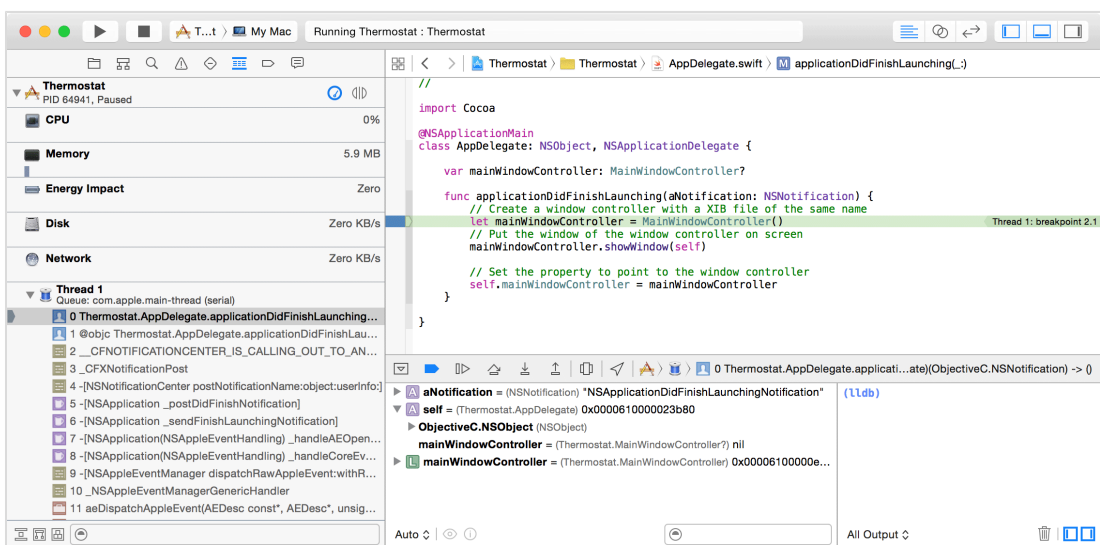 T...t 〉 My Mac
Running Thermostat : Thermostat
Thermostat
PID 64941, Paused
CPU 0%
Memory 5.9 MB
Energy Impact Zero
Disk Zero KB/s
Network Zero KB/s
Thread 1
Queue: com.apple.main-thread (serial)
0 Thermostat.AppDelegate.applicationDidFinishLaunching...
1 @objc Thermostat.AppDelegate.applicationDidFinishLau...
2 __CFNOTIFICATIONCENTER_IS_CALLING_OUT_TO_AN...
3 _CFXNotificationPost
4 -[NSNotificationCenter postNotificationName:object:userInfo:]
5 -[NSApplication _postDidFinishNotification]
6 -[NSApplication _sendFinishLaunchingNotification]
7 -[NSApplication(NSAppleEventHandling) _handleAEOpen...
8 -[NSApplication(NSAppleEventHandling) _handleCoreEv...
9 -[NSAppleEventManager dispatchRawAppleEvent:withR...
10 _NSAppleEventManagerGenericHandler
11 aeDispatchAppleEvent(AEDesc const*, AEDesc*, unsig...
Thermostat 〉 Thermostat 〉 AppDelegate.swift 〉 M applicationDidFinishLaunching(_:)
//
import Cocoa
@NSApplicationMain
class AppDelegate: NSObject, NSApplicationDelegate {
var mainWindowController: MainWindowController?
func applicationDidFinishLaunching(aNotification: NSNotification) {
// Create a window controller with a XIB file of the same name
let mainWindowController = MainWindowController() Thread 1: breakpoint 2.1
// Put the window of the window controller on screen
mainWindowController.showWindow(self)
// Set the property to point to the window controller
self.mainWindowController = mainWindowController
}
}
0 Thermostat.AppDelegate.applicati...ate)(ObjectiveC.NSNotification) -> ()
A aNotification = (NSNotification) "NSApplicationDidFinishLaunchingNotification"
A self = (Thermostat.AppDelegate) 0x0000610000023b80
ObjectiveC.NSObject (NSObject)
mainWindowController = (Thermostat.MainWindowController?) nil
L mainWindowController = (Thermostat.MainWindowController) 0x00006100000e...
Auto
(lldb)
All Output